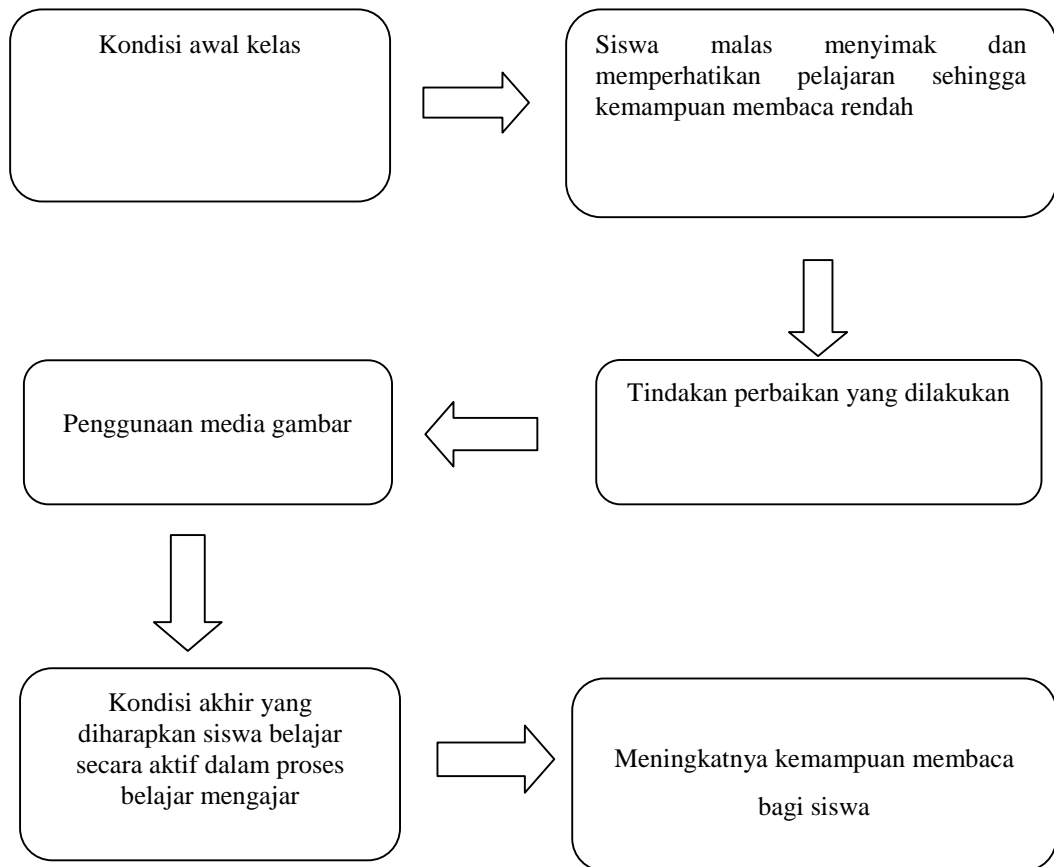 Kondisi awal kelas
Siswa malas menyimak dan
memperhatikan pelajaran sehingga
kemampuan membaca rendah
Tindakan perbaikan yang dilakukan
Penggunaan media gambar
Kondisi akhir yang
diharapkan siswa belajar
secara aktif dalam proses
belajar mengajar
Meningkatnya kemampuan membaca
bagi siswa